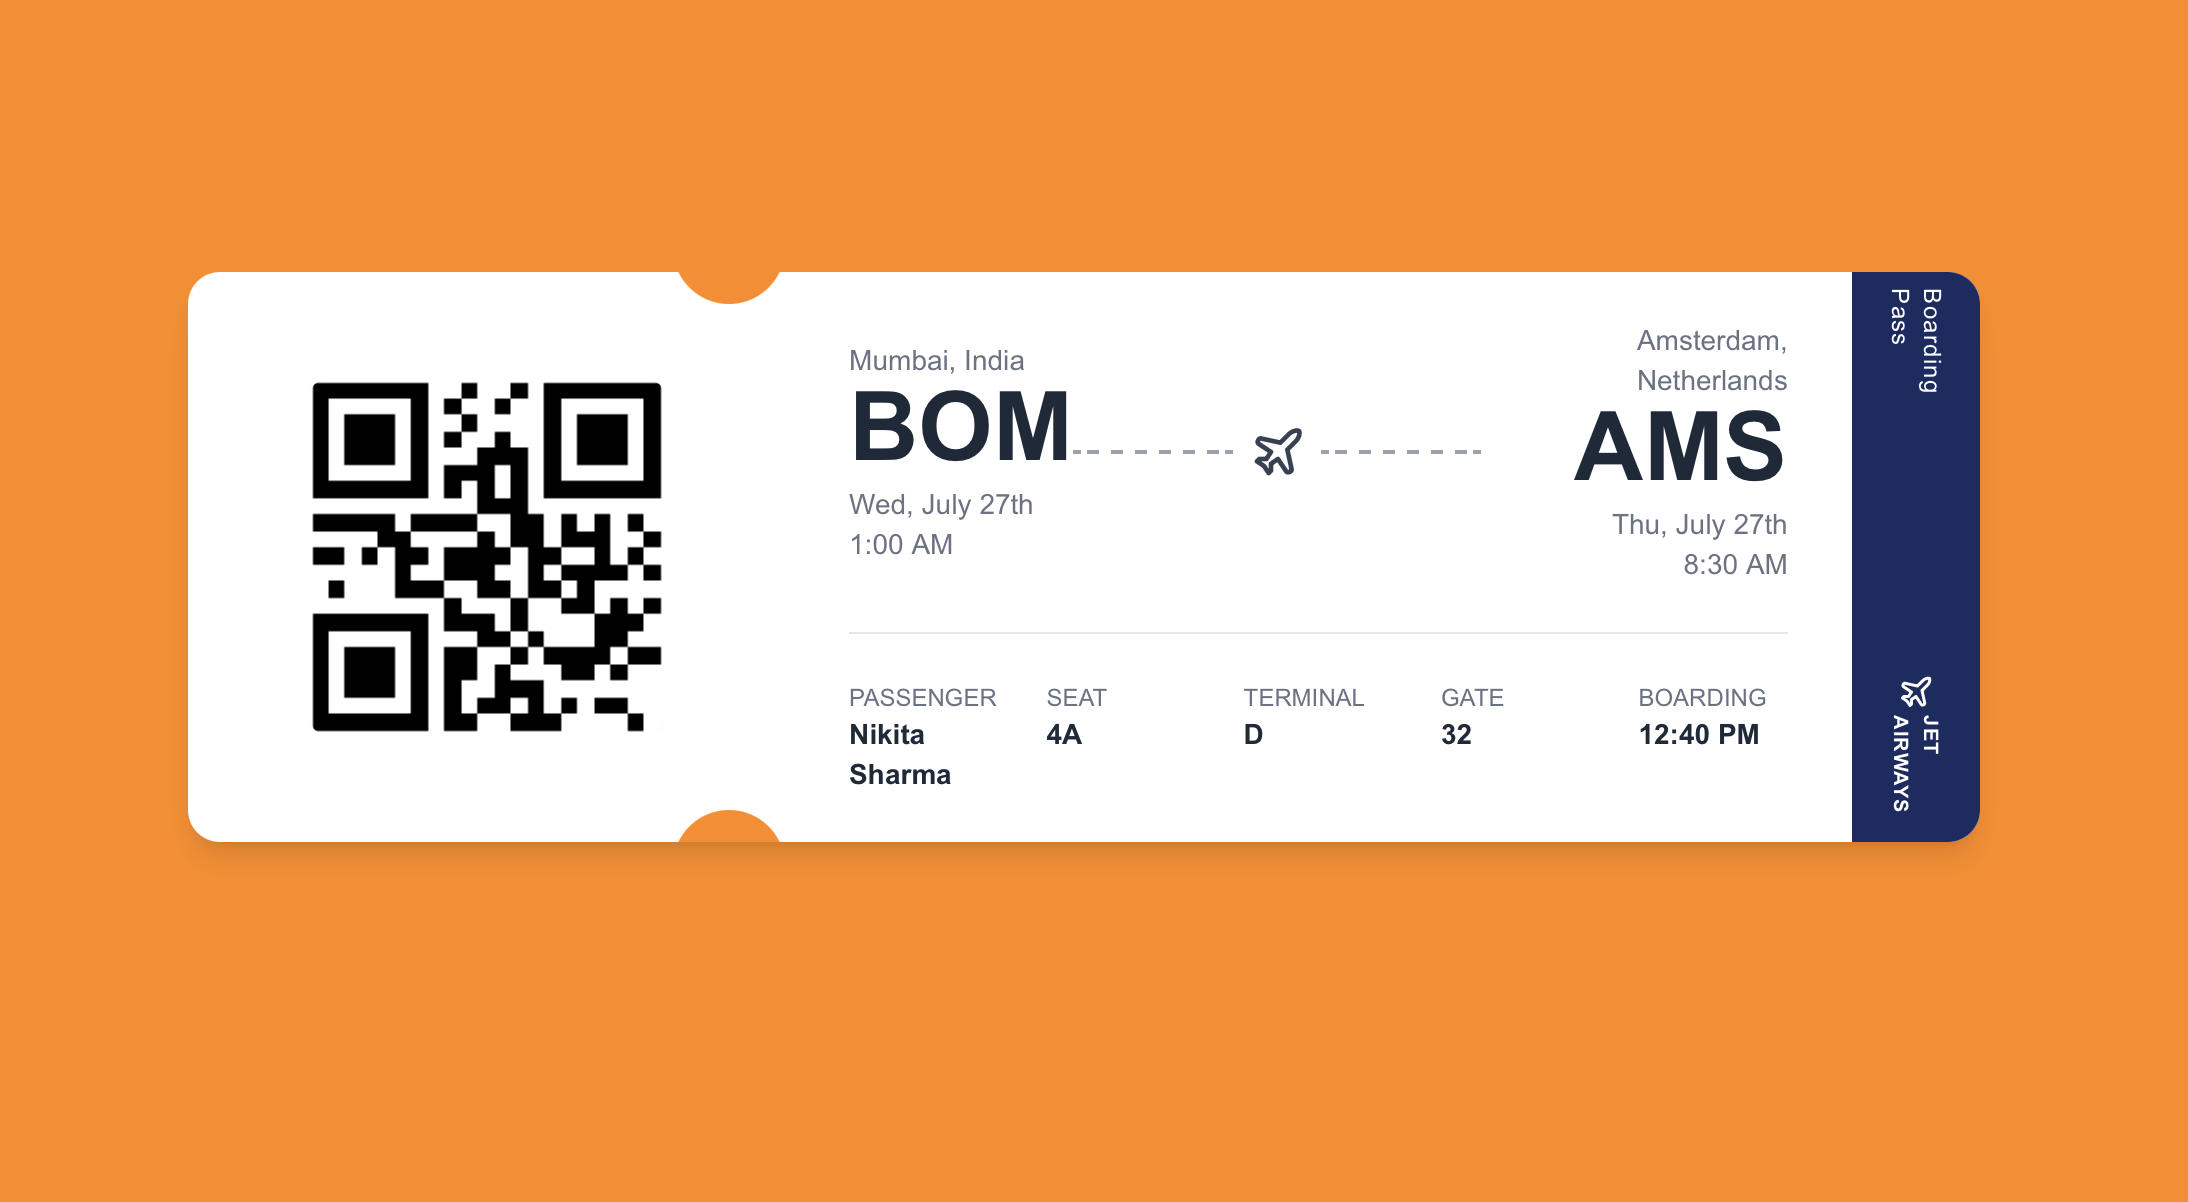 Mumbai, India
BOM
Wed, July 27th
1:00 AM
Amsterdam,
Netherlands
AMS
Thu, July 27th
8:30 AM
PASSENGER
Nikita
Sharma
SEAT
4A
TERMINAL
D
GATE
32
BOARDING
12:40 PM
Boarding
Pass
JET
AIRWAYS